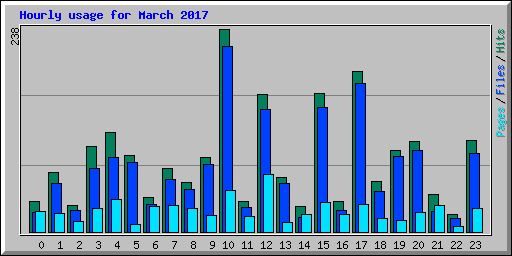 Hourly usage for March 2017
238
Pages / Files / Hits
0 1 2 3 4 5 6 7 8 9 10 11 12 13 14 15 16 17 18 19 20 21 22 23